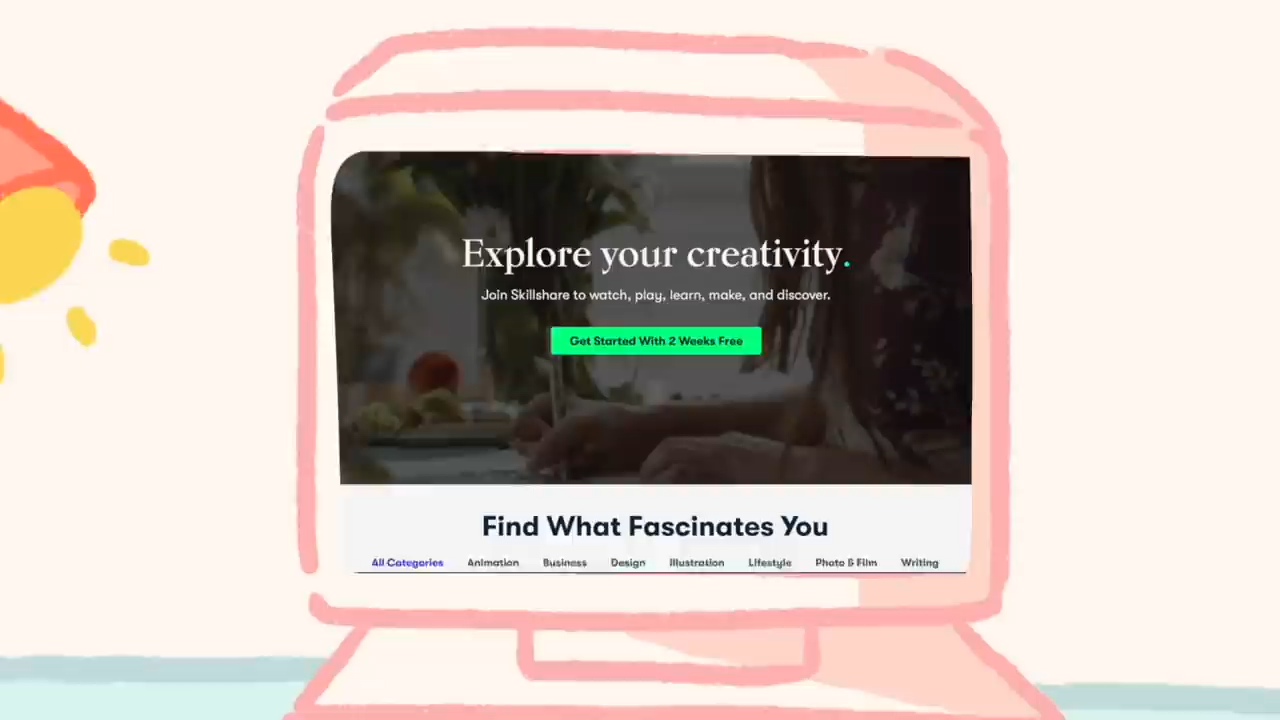 Explore your creativity.
Join Skillshare to watch, play, learn, make, and discover.
Get Started With 2 Weeks Free
Find What Fascinates You
All Categories Animation Business Design Illustration Lifestyle Photo & Film Writing